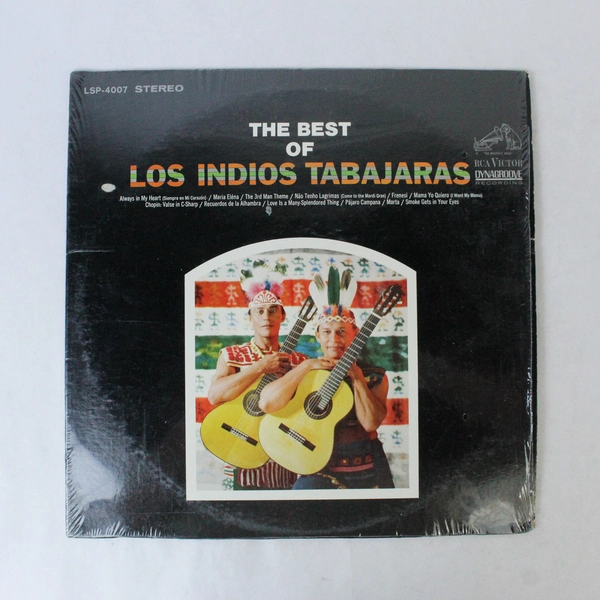 LSP-4007 STEREO
THE BEST
OF
LOS INDIOS TABAJARAS
RCA VICTOR
DYNAGROOVE
RECORDING
Always in My Heart (Siempre en Mi Corazón) / Maria Eléna / The 3rd Man Theme / Não Tenho Lagrimas (Come to the Mardi Gras) / Frenesí / Mama Yo Quiero (I Want My Mama)
Chopin: Valse in C-Sharp / Recuerdos de la Alhambra / Love Is a Many-Splendored Thing / Pájaro Campana / Marta / Smoke Gets in Your Eyes